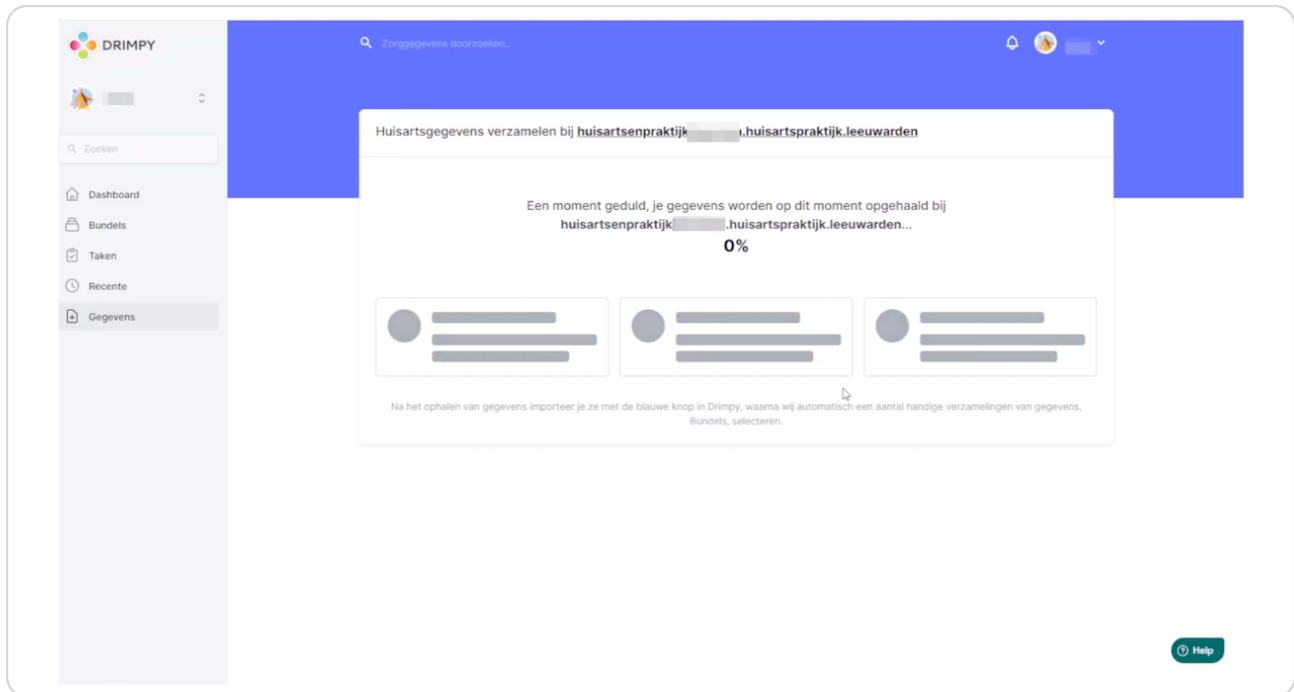 DRIMPY
Zoeken
Dashboard
Bundels
Taken
Recente
Gegevens
Zorggegevens doorzoeken..
Huisartsgegevens verzamelen bij huisartsenpraktijk .huisartspraktijk.leeuwarden
Een moment geduld, je gegevens worden op dit moment opgehaald bij
huisartsenpraktijk .huisartspraktijk.leeuwarden...
0%
Na het ophalen van gegevens importeer je ze met de blauwe knop in Drimpy, waarna wij automatisch een aantal handige verzamelingen van gegevens,
Bundels, selecteren.
Help